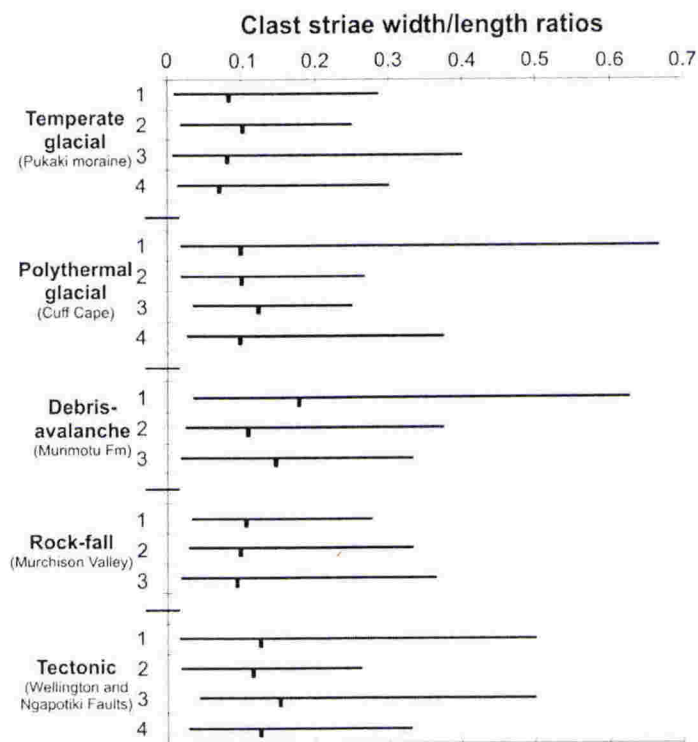 Clast striae width/length ratios
0 0.1 0.2 0.3 0.4 0.5 0.6 0.7
Temperate
glacial
(Pukaki moraine)
1
2
3
4
Polythermal
glacial
(Cuff Cape)
1
2
3
4
Debris-
avalanche
(Murimotu Fm)
1
2
3
Rock-fall
(Murchison Valley)
1
2
3
Tectonic
(Wellington and
Ngapotiki Faults)
1
2
3
4